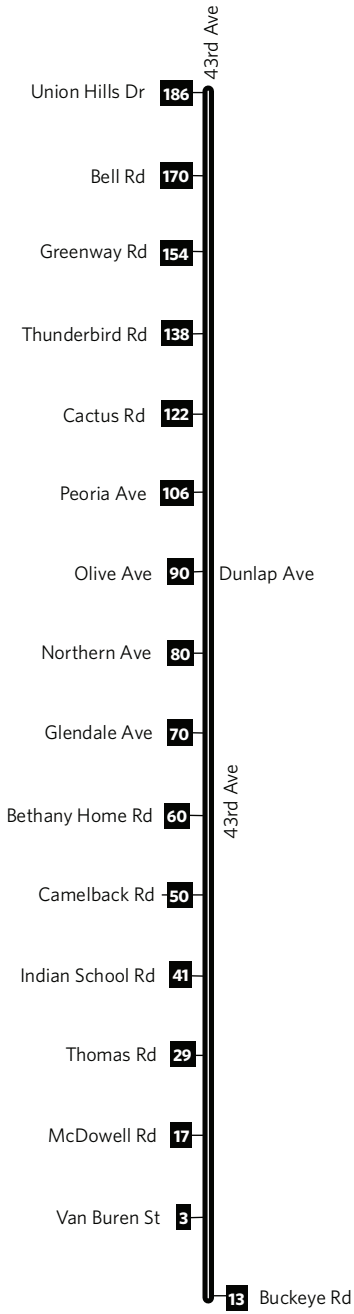 43rd Ave
Union Hills Dr 186
Bell Rd 170
Greenway Rd 154
Thunderbird Rd 138
Cactus Rd 122
Peoria Ave 106
Olive Ave 90 Dunlap Ave
Northern Ave 80
Glendale Ave 70
43rd Ave
Bethany Home Rd 60
Camelback Rd 50
Indian School Rd 41
Thomas Rd 29
McDowell Rd 17
Van Buren St 3
13 Buckeye Rd